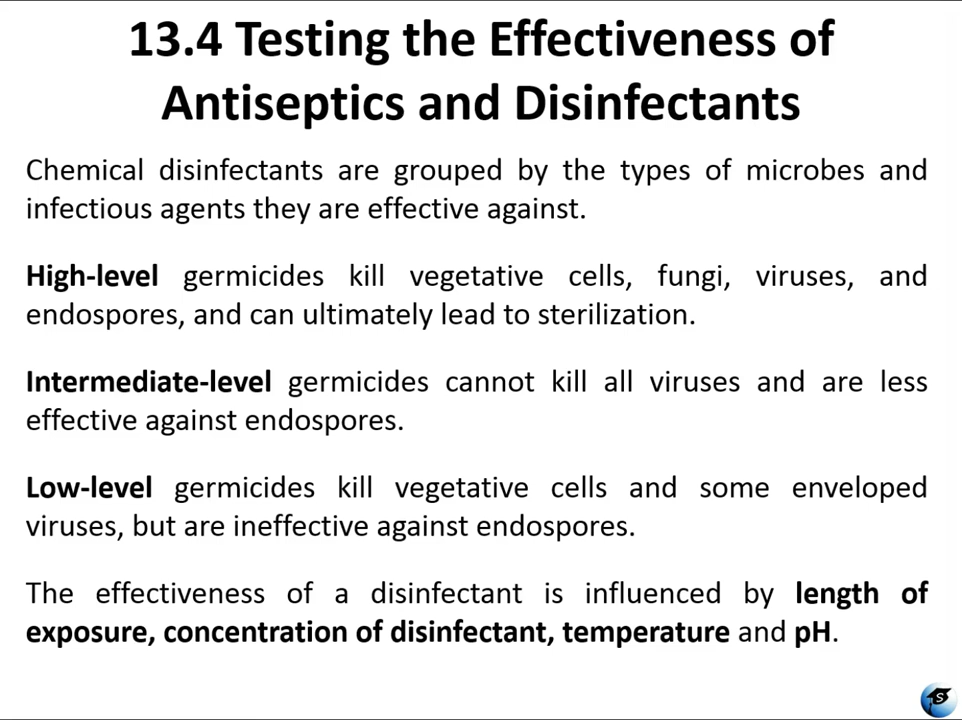 13.4 Testing the Effectiveness of
Antiseptics and Disinfectants
Chemical disinfectants are grouped by the types of microbes and
infectious agents they are effective against.
High-level germicides kill vegetative cells, fungi, viruses, and
endospores, and can ultimately lead to sterilization.
Intermediate-level germicides cannot kill all viruses and are less
effective against endospores.
Low-level germicides kill vegetative cells and some enveloped
viruses, but are ineffective against endospores.
The effectiveness of a disinfectant is influenced by length of
exposure, concentration of disinfectant, temperature and pH.
S